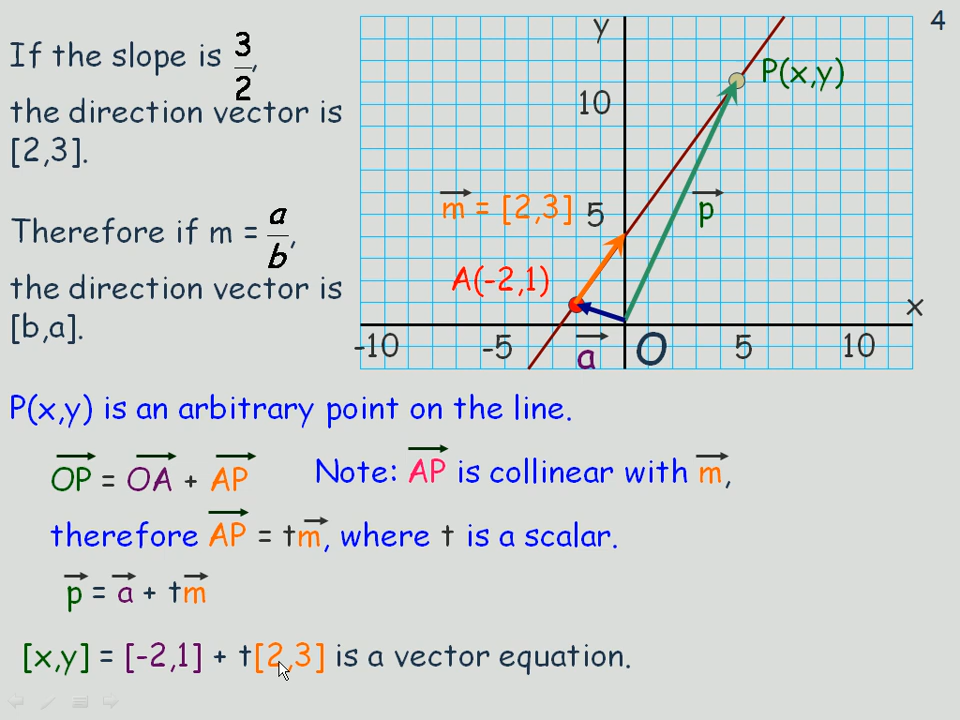 4
If the slope is 3/2,
the direction vector is
[2,3].
Therefore if m = a/b,
the direction vector is
[b,a].
y
P(x,y)
10
m = [2,3]
5
p
A(-2,1)
x
-10
-5
a
O
5
10
P(x,y) is an arbitrary point on the line.
OP = OA + AP
Note: AP is collinear with m,
therefore AP = tm, where t is a scalar.
p = a + tm
[x,y] = [-2,1] + t[2,3] is a vector equation.